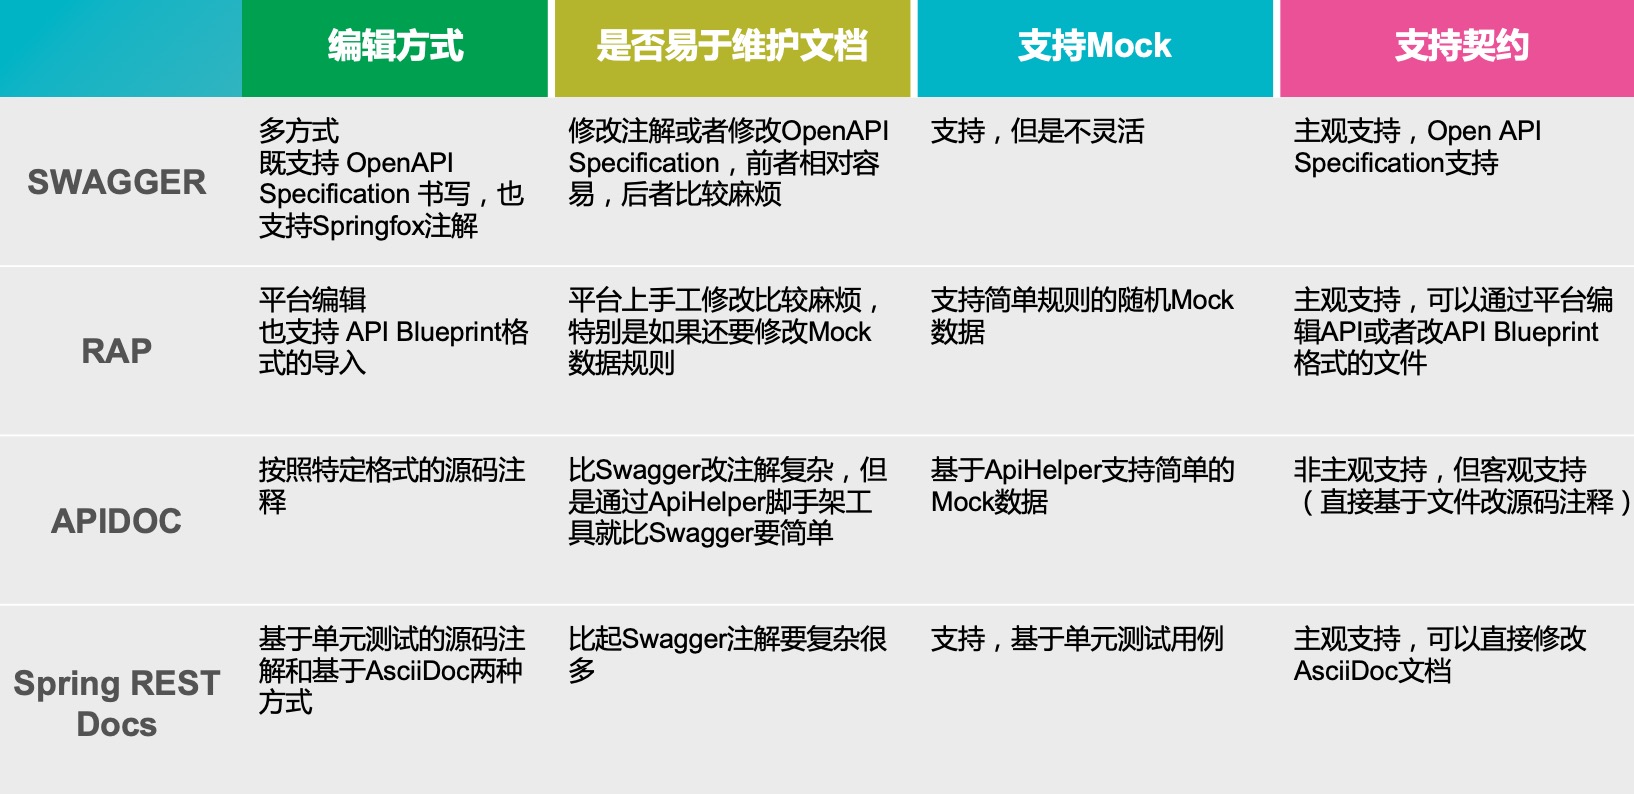 编辑方式
是否易于维护文档
支持Mock
支持契约
SWAGGER
多方式
既支持 OpenAPI
Specification 书写，也
支持Springfox注解
修改注解或者修改OpenAPI
Specification，前者相对容
易，后者比较麻烦
支持，但是不灵活
主观支持，Open API
Specification支持
RAP
平台编辑
也支持 API Blueprint格
式的导入
平台上手工修改比较麻烦，
特别是如果还要修改Mock
数据规则
支持简单规则的随机Mock
数据
主观支持，可以通过平台编
辑API或者改API Blueprint
格式的文件
APIDOC
按照特定格式的源码注
释
比Swagger改注解复杂，但
是通过ApiHelper脚手架工
具就比Swagger要简单
基于ApiHelper支持简单的
Mock数据
非主观支持，但客观支持
（直接基于文件改源码注释）
Spring REST
Docs
基于单元测试的源码注
解和基于AsciiDoc两种
方式
比起Swagger注解要复杂很
多
支持，基于单元测试用例
主观支持，可以直接修改
AsciiDoc文档